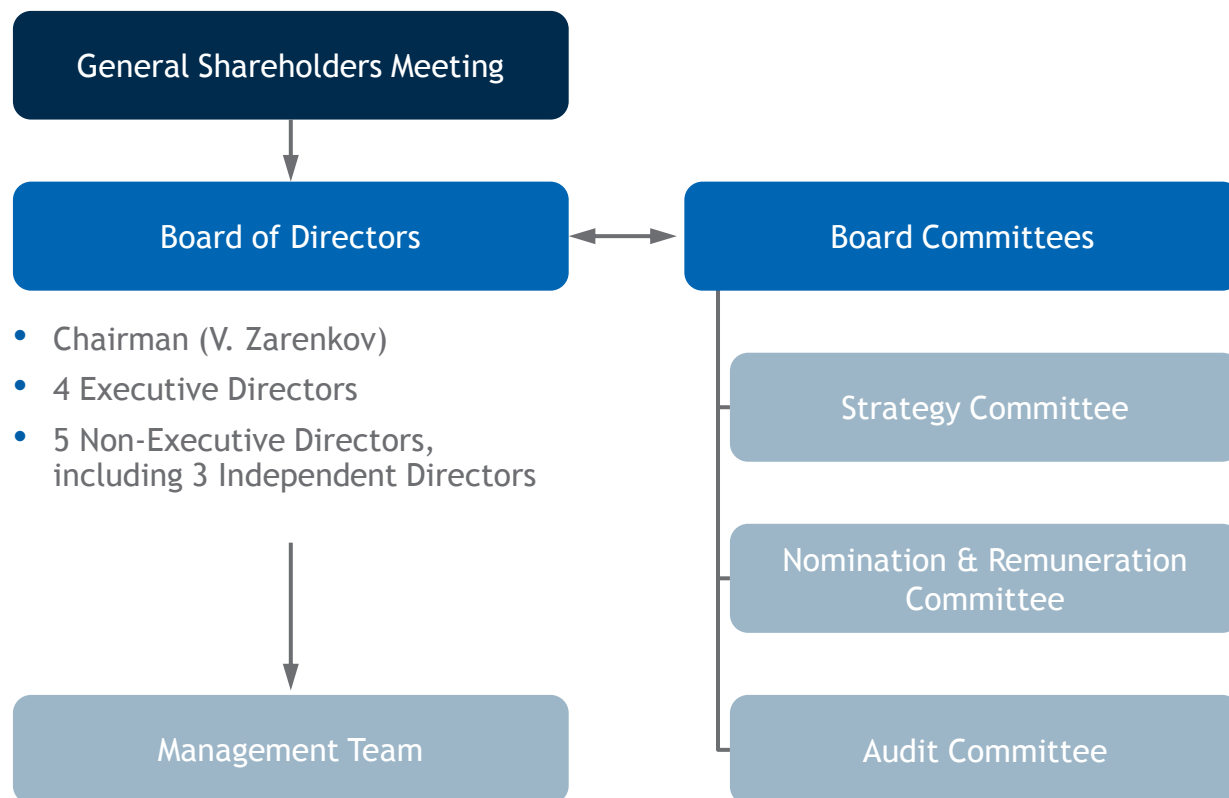 General Shareholders Meeting
Board of Directors
Board Committees
• Chairman (V. Zarenkov)
• 4 Executive Directors
• 5 Non-Executive Directors,
including 3 Independent Directors
Strategy Committee
Nomination & Remuneration
Committee
Management Team
Audit Committee